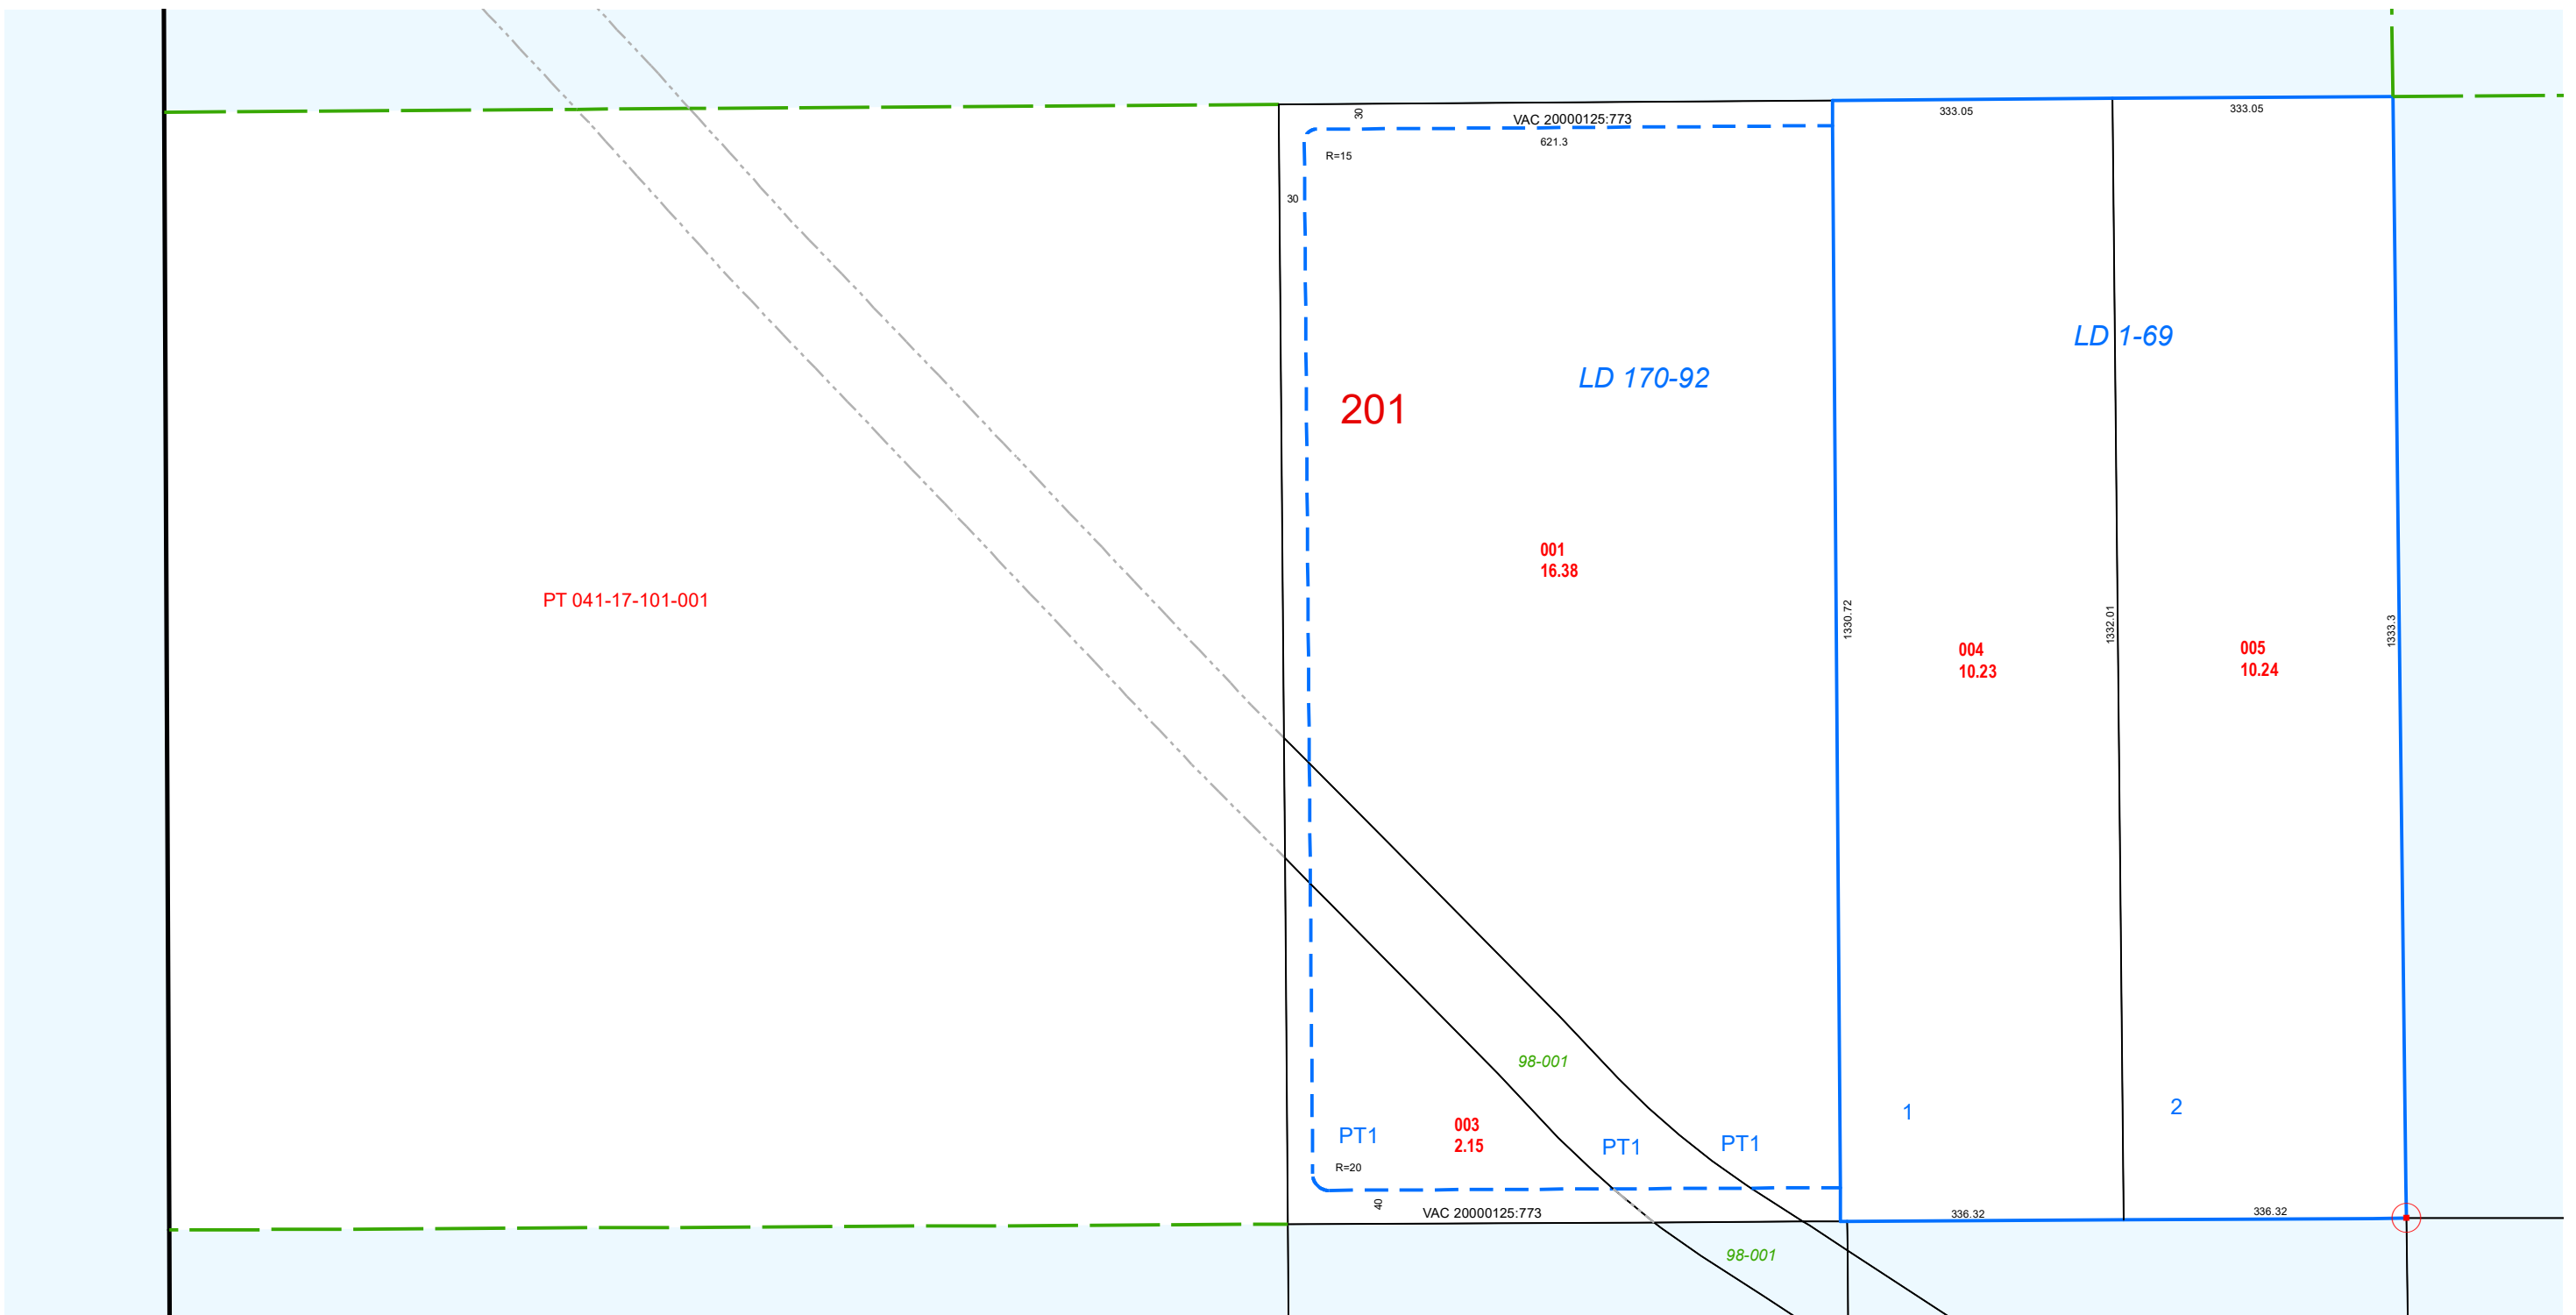 333.05
333.05
30
VAC 20000125:773
621.3
R=15
30
LD 1-69
LD 170-92
201
001
16.38
PT 041-17-101-001
1330.72
1332.01
1333.3
004
10.23
005
10.24
98-001
1
2
003
2.15
PT1
PT1
PT1
R=20
40
VAC 20000125:773
336.32
336.32
98-001